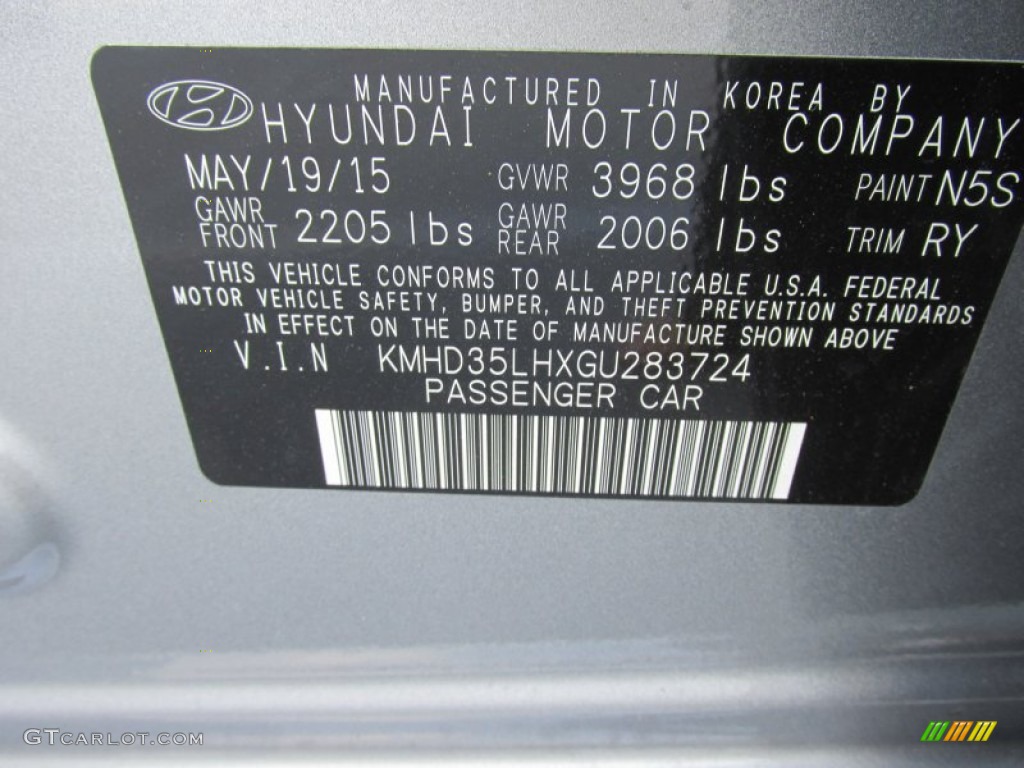 MANUFACTURED IN KOREA BY
HYUNDAI MOTOR COMPANY
MAY/19/15 GVWR 3968 lbs PAINT N5S
GAWR FRONT 2205 lbs GAWR REAR 2006 lbs TRIM RY
THIS VEHICLE CONFORMS TO ALL APPLICABLE U.S.A. FEDERAL
MOTOR VEHICLE SAFETY, BUMPER, AND THEFT PREVENTION STANDARDS
IN EFFECT ON THE DATE OF MANUFACTURE SHOWN ABOVE
V.I.N KMHD35LHXGU283724
PASSENGER CAR
GTCARLOT.COM